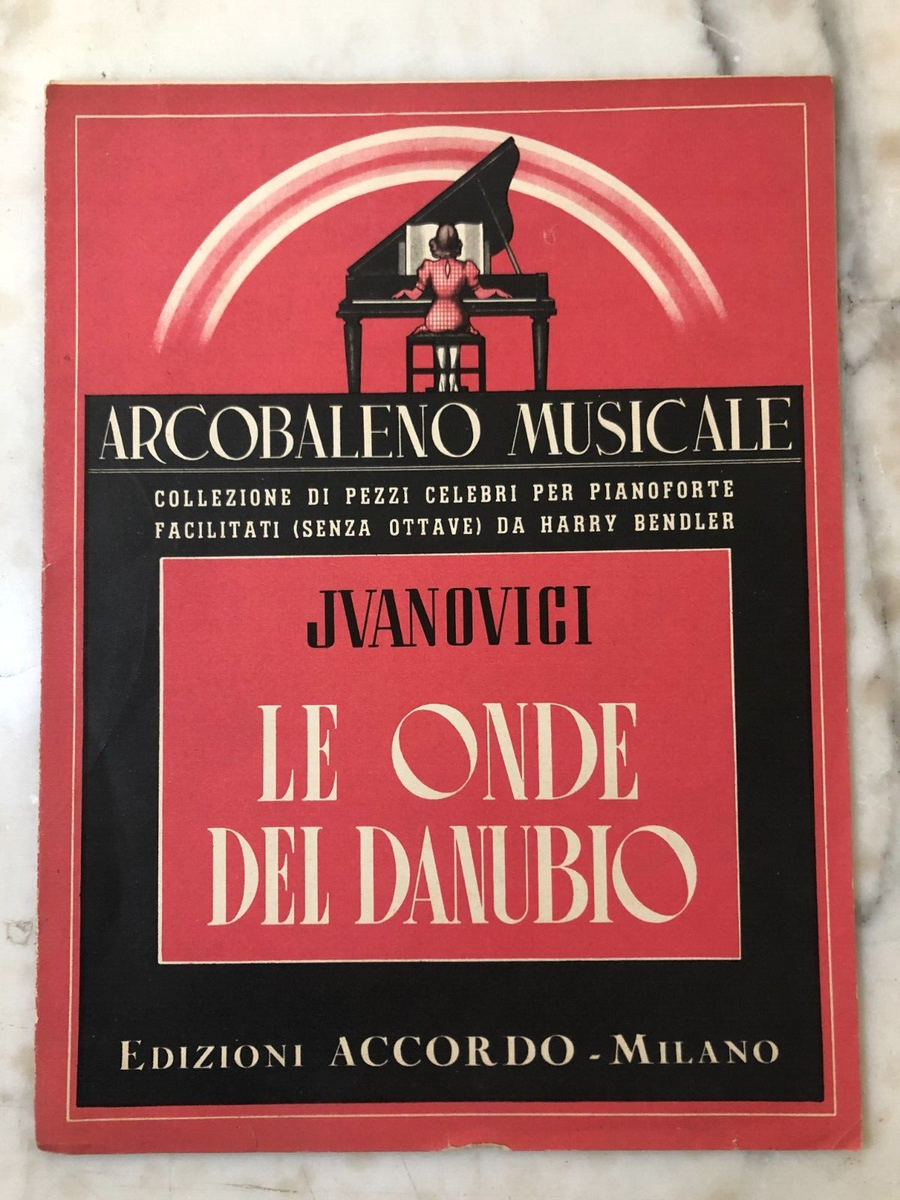 ARCOBALENO MUSICALE
COLLEZIONE DI PEZZI CELEBRI PER PIANOFORTE
FACILITATI (SENZA OTTAVE) DA HARRY BENDLER
JVANOVICI
LE ONDE
DEL DANUBIO
EDIZIONI ACCORDO - MILANO